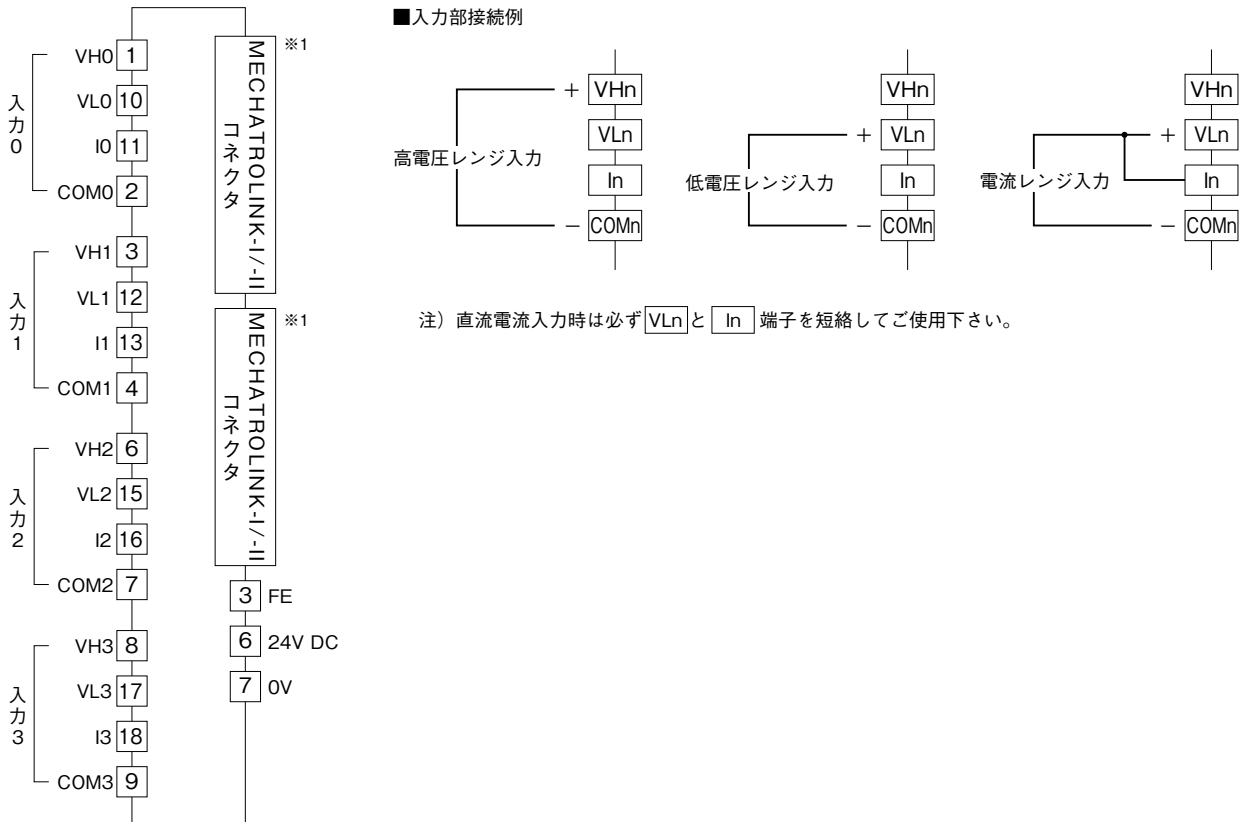 入力0
VH0 1
VL0 10
I0 11
COM0 2
入力1
VH1 3
VL1 12
I1 13
COM1 4
入力2
VH2 6
VL2 15
I2 16
COM2 7
入力3
VH3 8
VL3 17
I3 18
COM3 9
MECHATROLINK-I/-II
コネクタ
※1
MECHATROLINK-I/-II
コネクタ
※1
3 FE
6 24V DC
7 0V
■入力部接続例
高電圧レンジ入力
+ VHn
VLn
In
− COMn
低電圧レンジ入力
VHn
+ VLn
In
− COMn
電流レンジ入力
VHn
+ VLn
In
− COMn
注）直流電流入力時は必ず VLn と In 端子を短絡してご使用下さい。